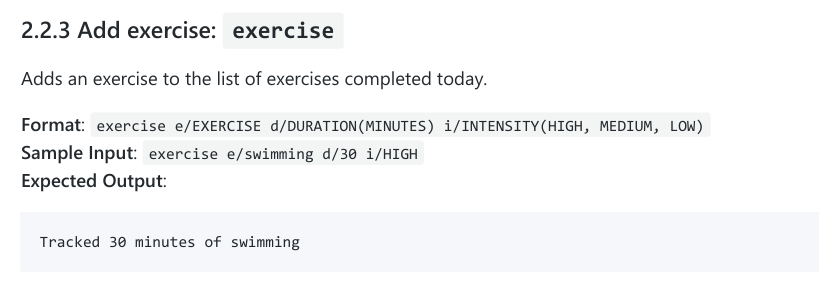 2.2.3 Add exercise: exercise
Adds an exercise to the list of exercises completed today.
Format: exercise e/EXERCISE d/DURATION(MINUTES) i/INTENSITY(HIGH, MEDIUM, LOW)
Sample Input: exercise e/swimming d/30 i/HIGH
Expected Output:
Tracked 30 minutes of swimming